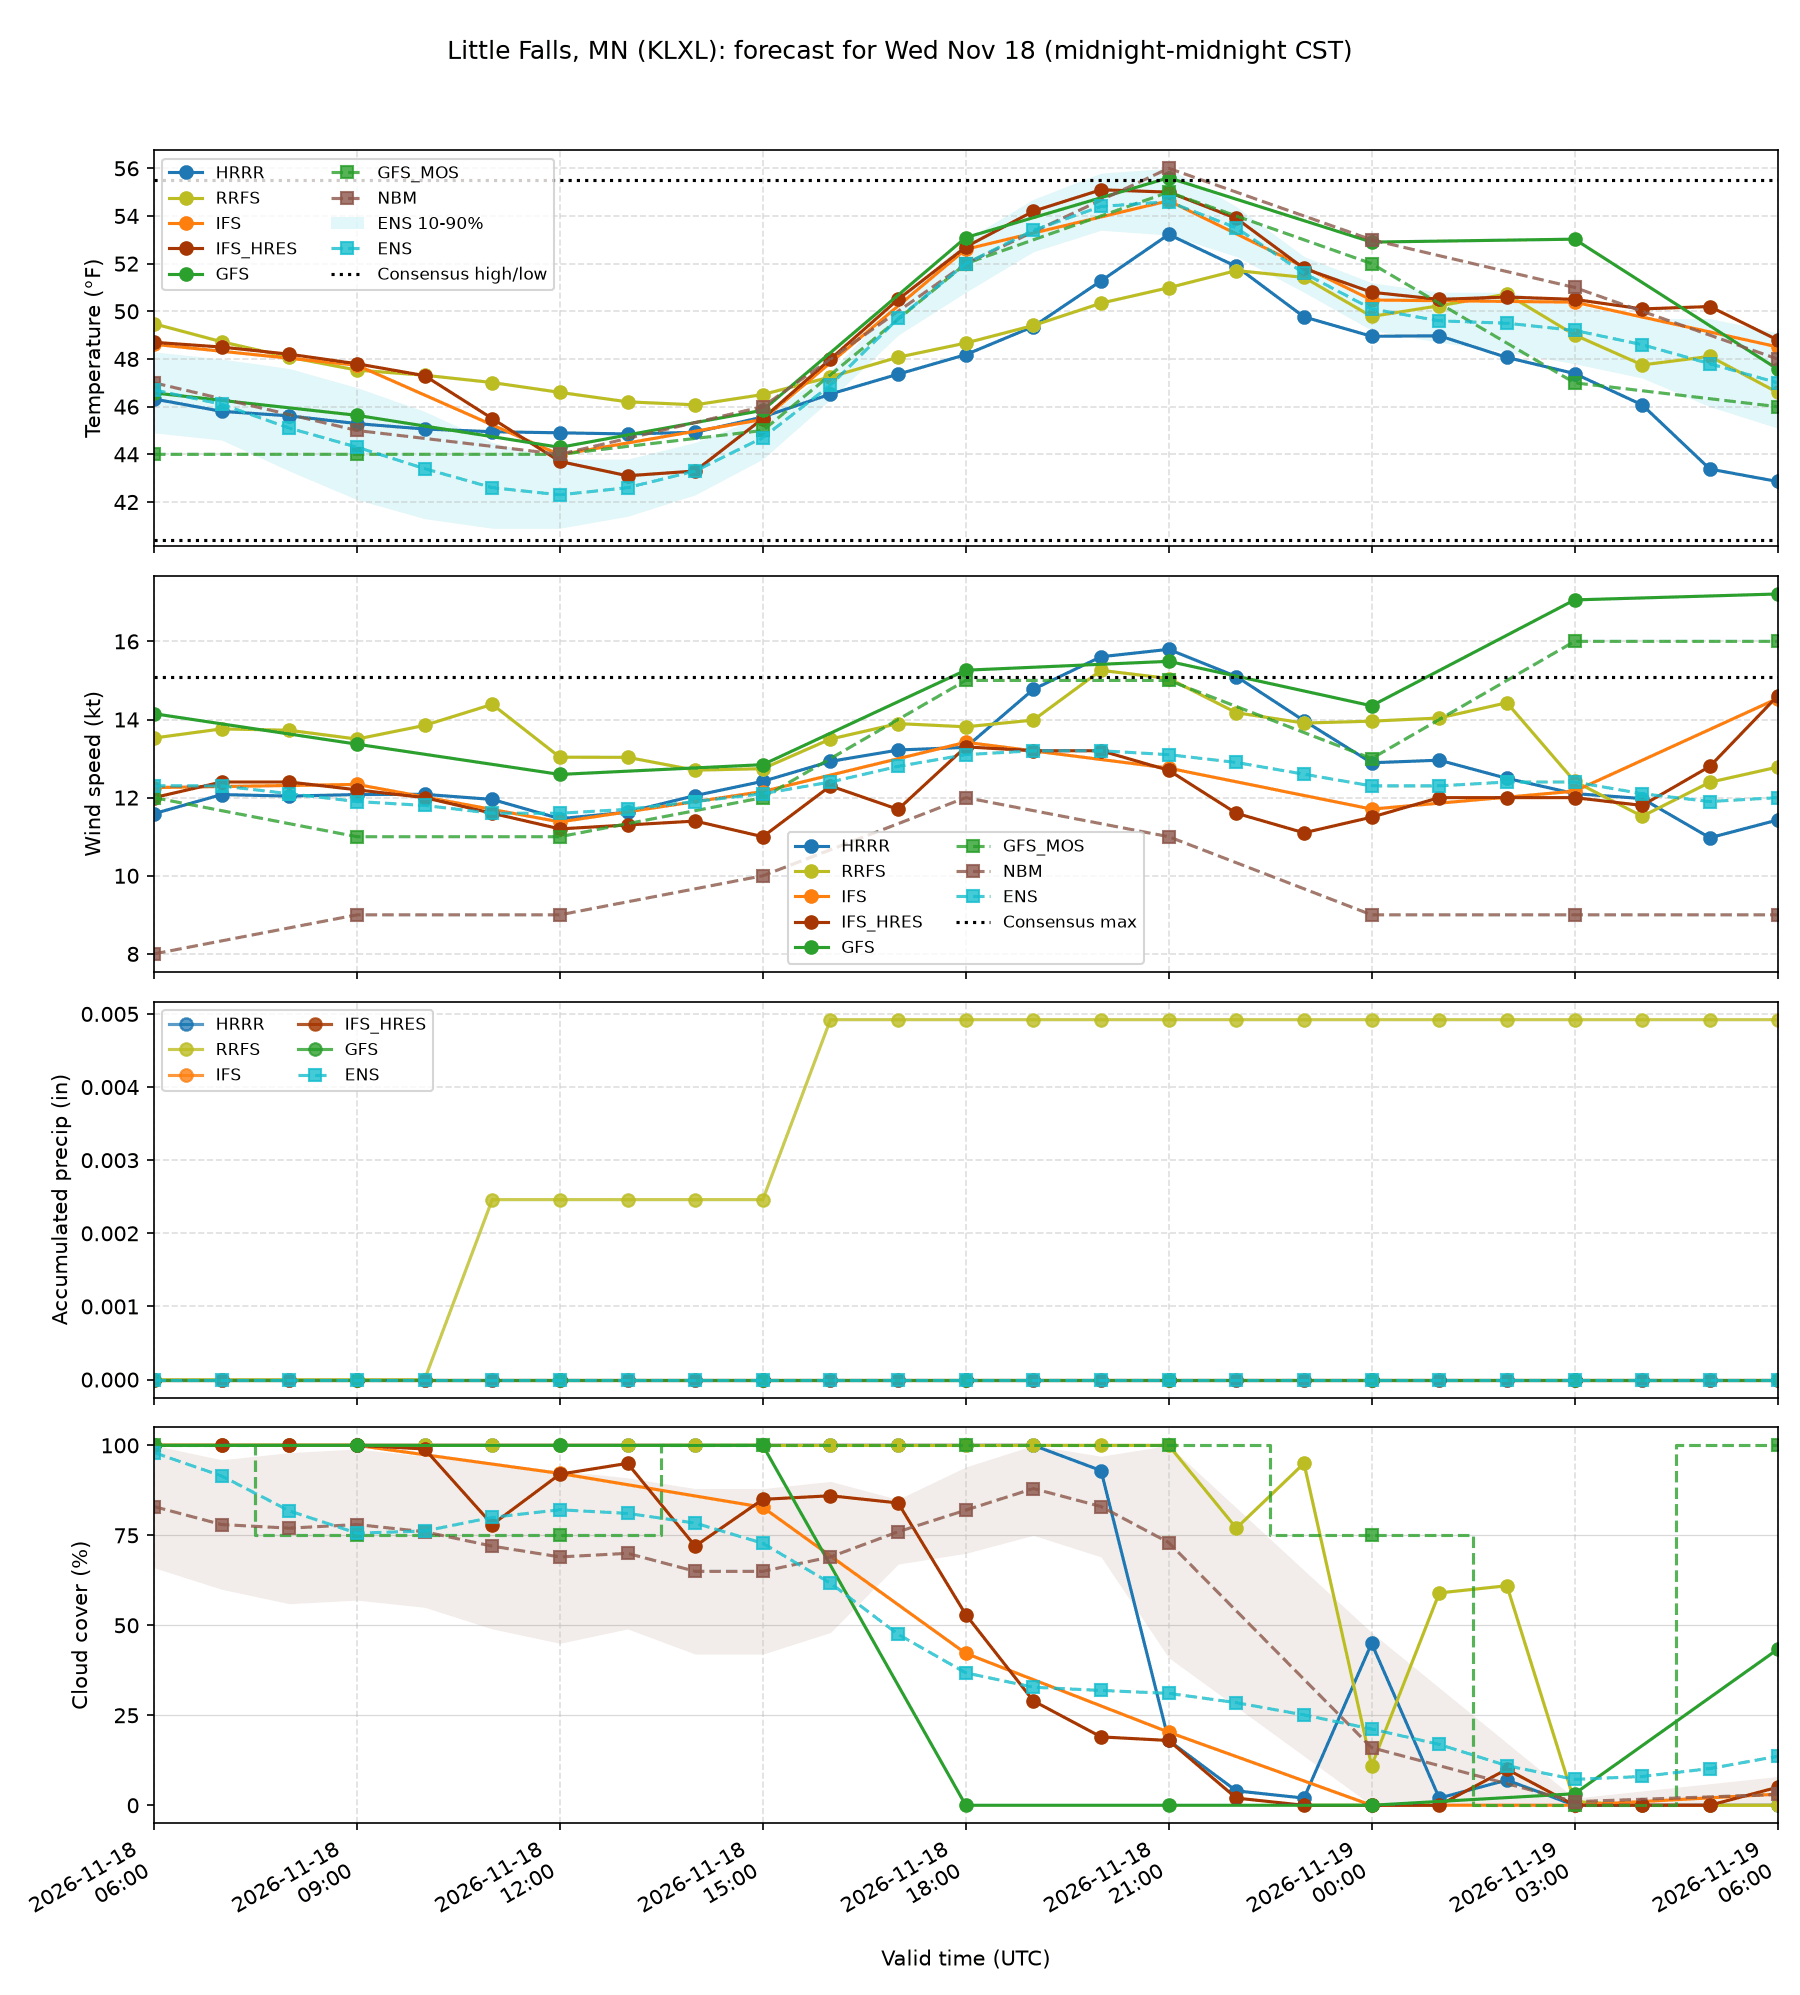 Little Falls, MN (KLXL): forecast for Wed Nov 18 (midnight-midnight CST)
Temperature (°F)
56
54
52
50
48
46
44
42
HRRR
RRFS
IFS
IFS_HRES
GFS
GFS_MOS
NBM
ENS 10-90%
ENS
Consensus high/low
Wind speed (kt)
16
14
12
10
8
HRRR
RRFS
IFS
IFS_HRES
GFS
GFS_MOS
NBM
ENS
Consensus max
Accumulated precip (in)
0.005
0.004
0.003
0.002
0.001
0.000
HRRR
RRFS
IFS
IFS_HRES
GFS
ENS
Cloud cover (%)
100
75
50
25
0
2026-11-18
06:00
2026-11-18
09:00
2026-11-18
12:00
2026-11-18
15:00
2026-11-18
18:00
2026-11-18
21:00
2026-11-19
00:00
2026-11-19
03:00
2026-11-19
06:00
Valid time (UTC)